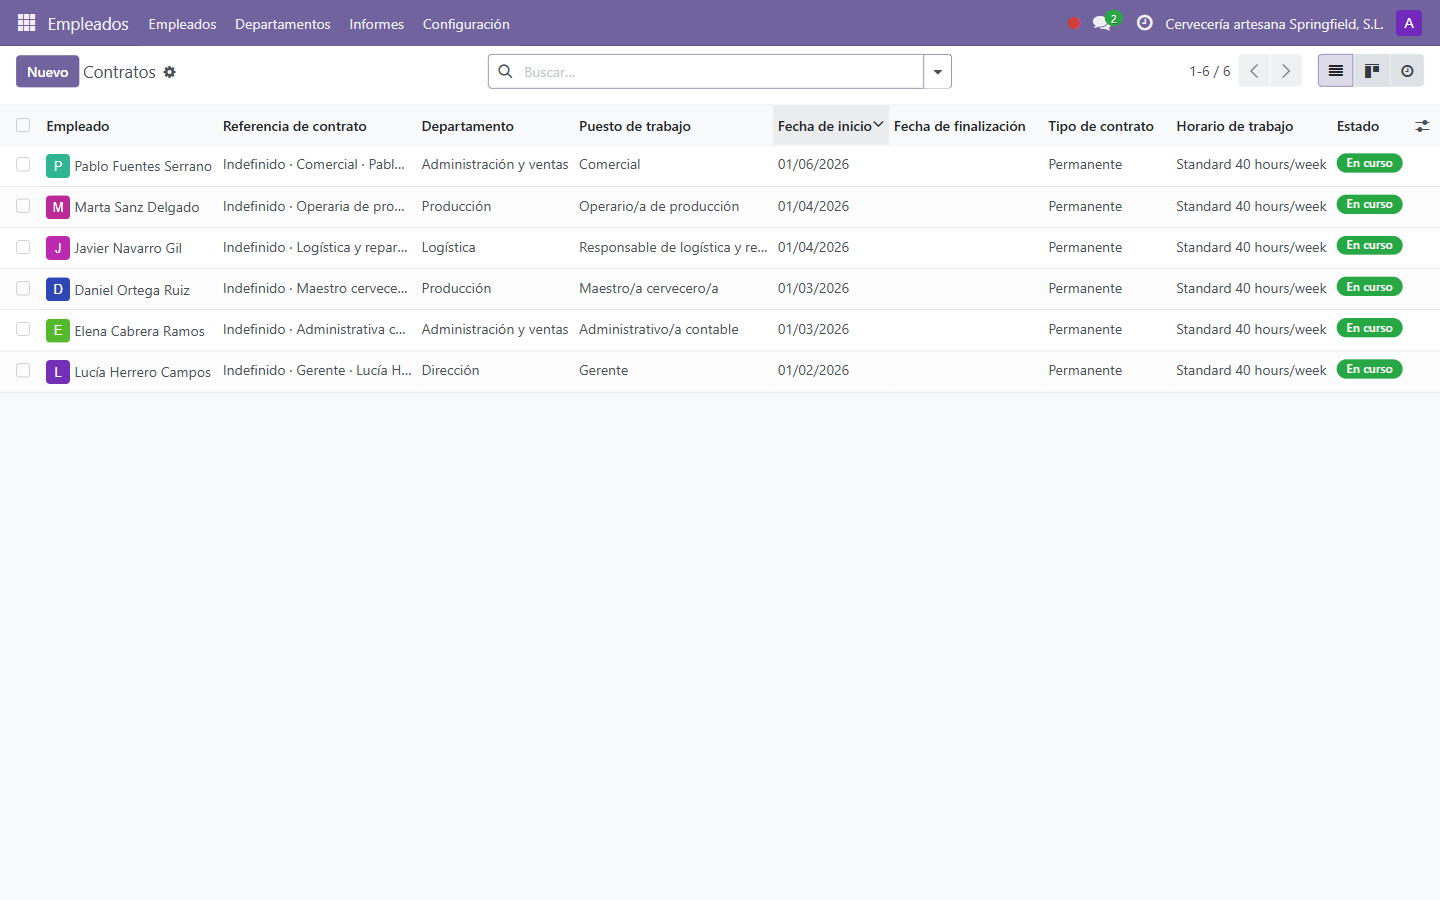 Empleados Empleados Departamentos Informes Configuración 2 Cervecería artesana Springfield, S.L. A
Nuevo Contratos Buscar... 1-6 / 6
Empleado Referencia de contrato Departamento Puesto de trabajo Fecha de inicio Fecha de finalización Tipo de contrato Horario de trabajo Estado
P Pablo Fuentes Serrano Indefinido · Comercial · Pabl... Administración y ventas Comercial 01/06/2026 Permanente Standard 40 hours/week En curso
M Marta Sanz Delgado Indefinido · Operaria de pro... Producción Operario/a de producción 01/04/2026 Permanente Standard 40 hours/week En curso
J Javier Navarro Gil Indefinido · Logística y repar... Logística Responsable de logística y re... 01/04/2026 Permanente Standard 40 hours/week En curso
D Daniel Ortega Ruiz Indefinido · Maestro cervece... Producción Maestro/a cervecero/a 01/03/2026 Permanente Standard 40 hours/week En curso
E Elena Cabrera Ramos Indefinido · Administrativa c... Administración y ventas Administrativo/a contable 01/03/2026 Permanente Standard 40 hours/week En curso
L Lucía Herrero Campos Indefinido · Gerente · Lucía H... Dirección Gerente 01/02/2026 Permanente Standard 40 hours/week En curso